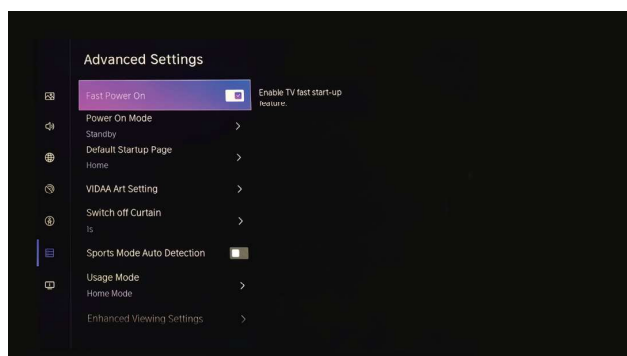 Advanced Settings
Fast Power On
Enable TV fast start-up
feature.
Power On Mode
Standby
Default Startup Page
Home
VIDAA Art Setting
Switch off Curtain
1s
Sports Mode Auto Detection
Usage Mode
Home Mode
Enhanced Viewing Settings